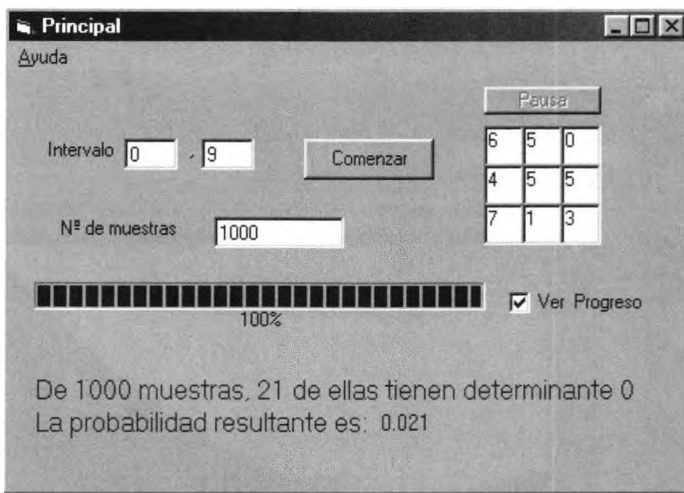 Principal
Ayuda
Pausa
Intervalo 0 , 9
Comenzar
6 5 0
4 5 5
7 1 3
Nº de muestras 1000
100%
Ver Progreso
De 1000 muestras, 21 de ellas tienen determinante 0
La probabilidad resultante es: 0.021